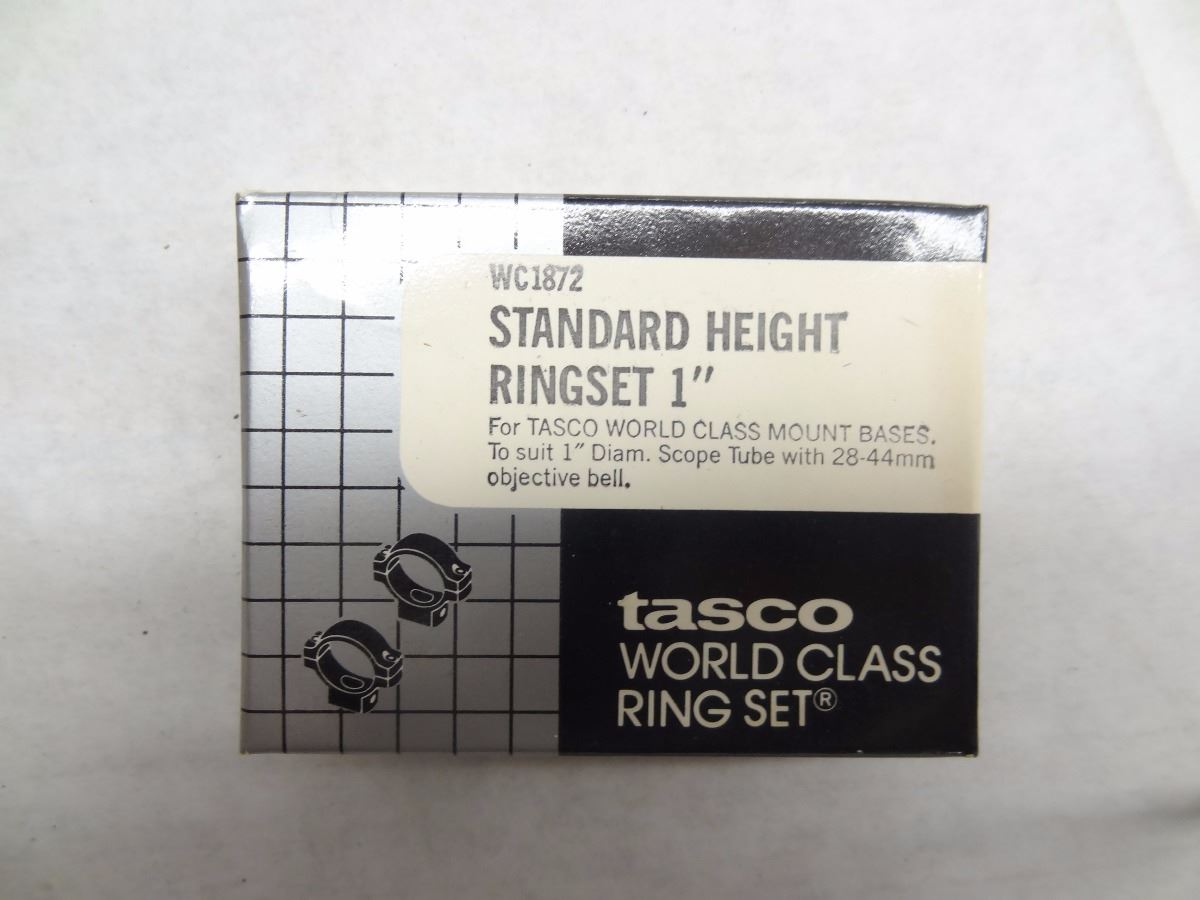 WC1872
STANDARD HEIGHT
RINGSET 1″
For TASCO WORLD CLASS MOUNT BASES.
To suit 1″ Diam. Scope Tube with 28-44mm
objective bell.
tasco
WORLD CLASS
RING SET®